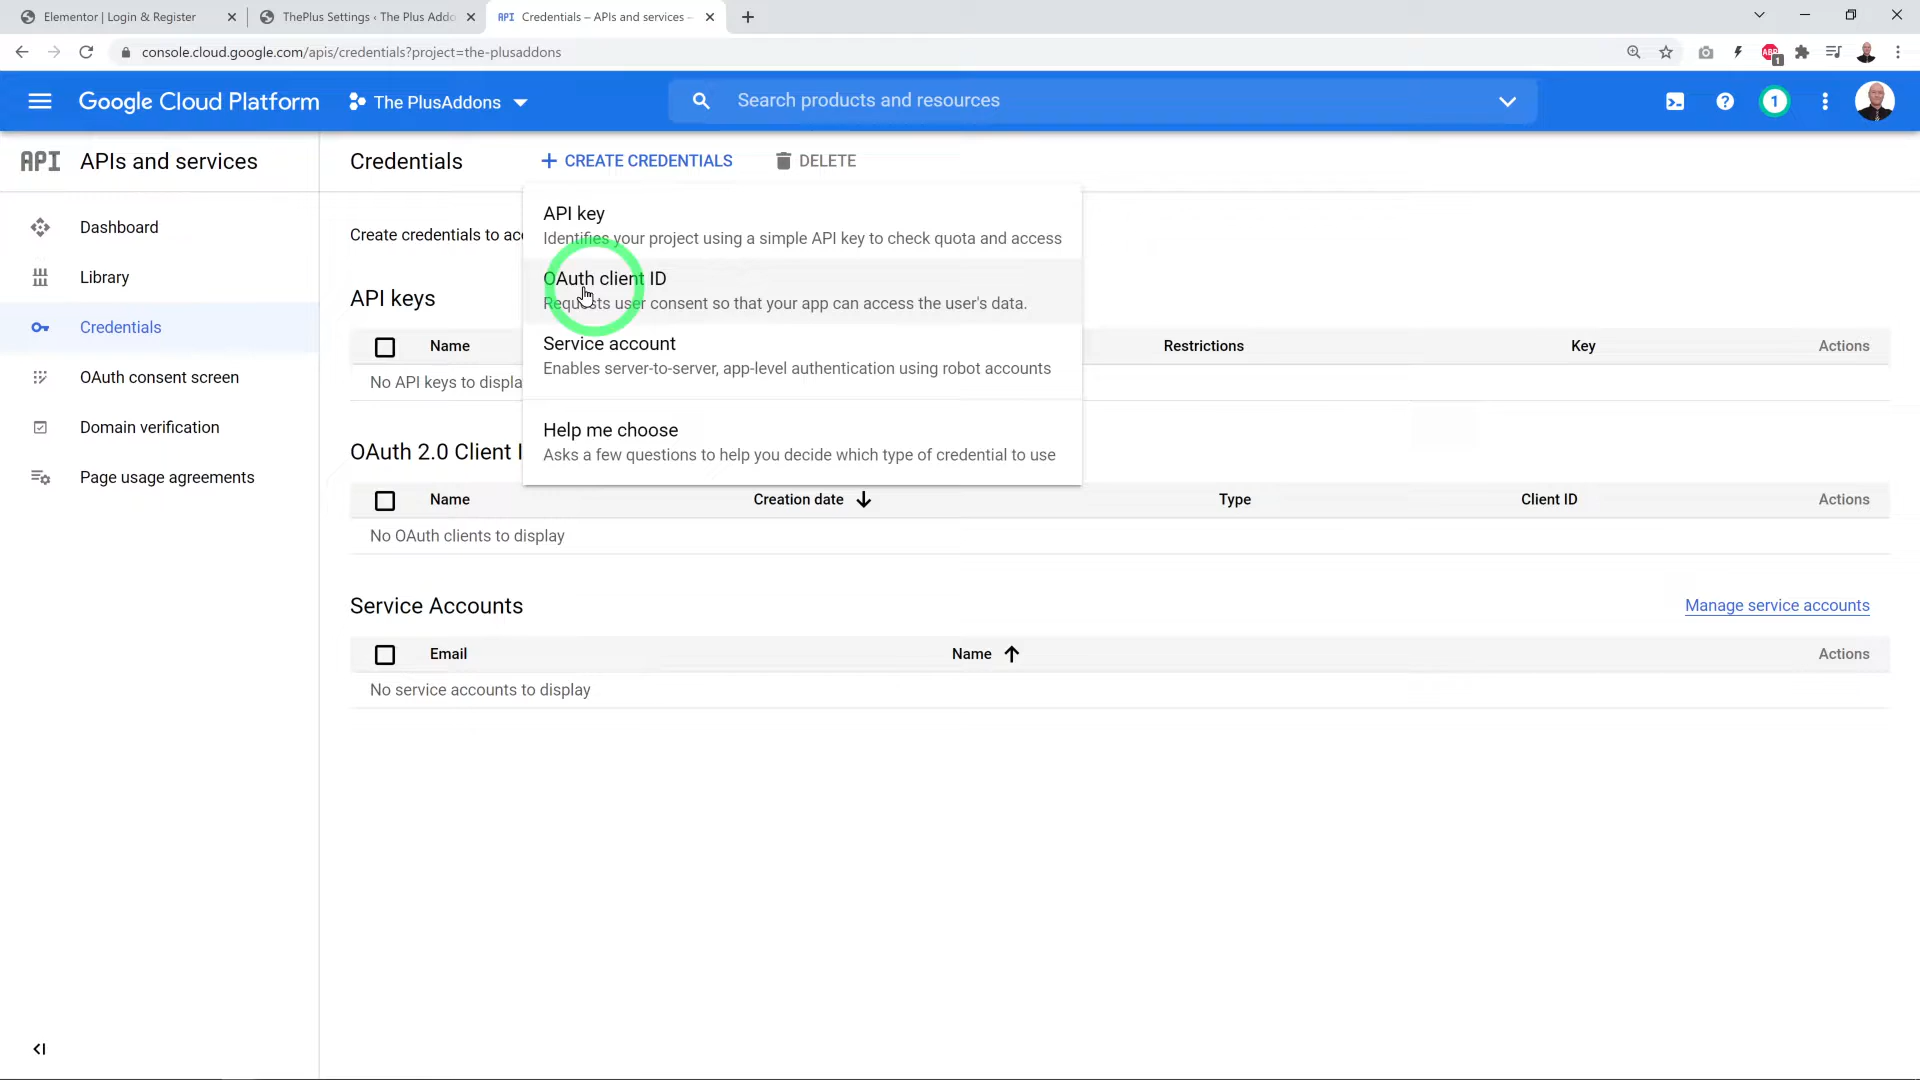 Elementor | Login & Register
ThePlus Settings ‹ The Plus Addo
API Credentials – APIs and services –
console.cloud.google.com/apis/credentials?project=the-plusaddons
ABP 1
Google Cloud Platform
The PlusAddons
Search products and resources
1
API APIs and services
Credentials
CREATE CREDENTIALS
DELETE
Dashboard
Library
Credentials
OAuth consent screen
Domain verification
Page usage agreements
Create credentials to acc
API key
Identifies your project using a simple API key to check quota and access
OAuth client ID
Requests user consent so that your app can access the user's data.
Service account
Enables server-to-server, app-level authentication using robot accounts
Help me choose
Asks a few questions to help you decide which type of credential to use
API keys
Name Restrictions Key Actions
No API keys to displa
OAuth 2.0 Client I
Name Creation date Type Client ID Actions
No OAuth clients to display
Service Accounts
Manage service accounts
Email Name Actions
No service accounts to display